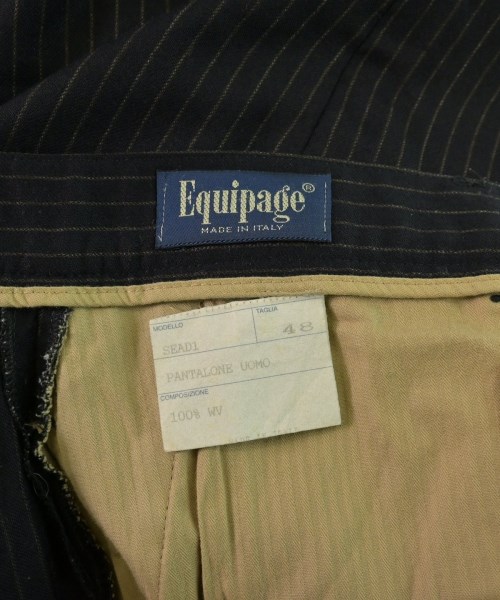 Equipage®
MADE IN ITALY
MODELLO TAGLIA
SEAD1 48
PANTALONE UOMO
COMPOSIZIONE
100% WV